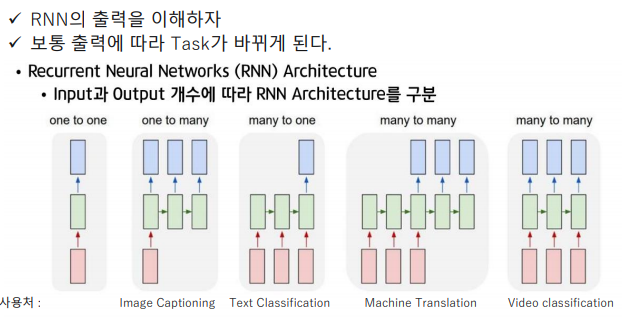 ✓ RNN의 출력을 이해하자
✓ 보통 출력에 따라 Task가 바뀌게 된다.
• Recurrent Neural Networks (RNN) Architecture
• Input과 Output 개수에 따라 RNN Architecture를 구분
one to one one to many many to one many to many many to many
사용처 : Image Captioning Text Classification Machine Translation Video classification